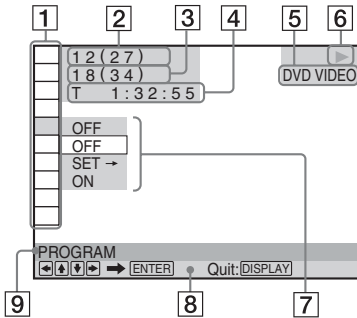 1 2 3 4 5 6
12(27)
18(34)
T 1:32:55
DVD VIDEO
OFF
OFF
SET →
ON
PROGRAM
← ↑ ↓ → ➡ ENTER Quit: DISPLAY
9 8 7